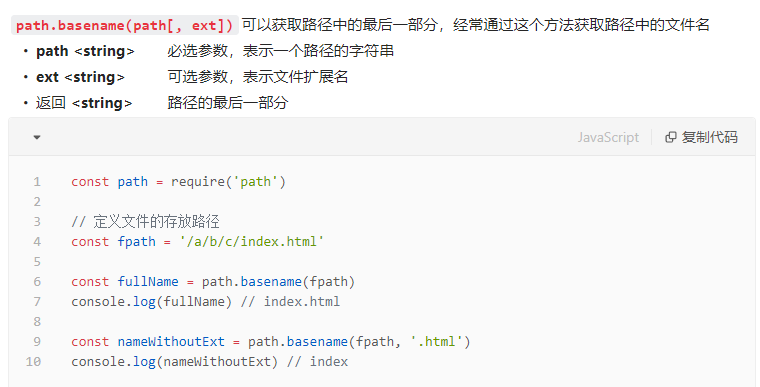 path.basename(path[, ext]) 可以获取路径中的最后一部分，经常通过这个方法获取路径中的文件名
• path <string> 必选参数，表示一个路径的字符串
• ext <string> 可选参数，表示文件扩展名
• 返回 <string> 路径的最后一部分
JavaScript 复制代码
1 const path = require('path')
2
3 // 定义文件的存放路径
4 const fpath = '/a/b/c/index.html'
5
6 const fullName = path.basename(fpath)
7 console.log(fullName) // index.html
8
9 const nameWithoutExt = path.basename(fpath, '.html')
10 console.log(nameWithoutExt) // index